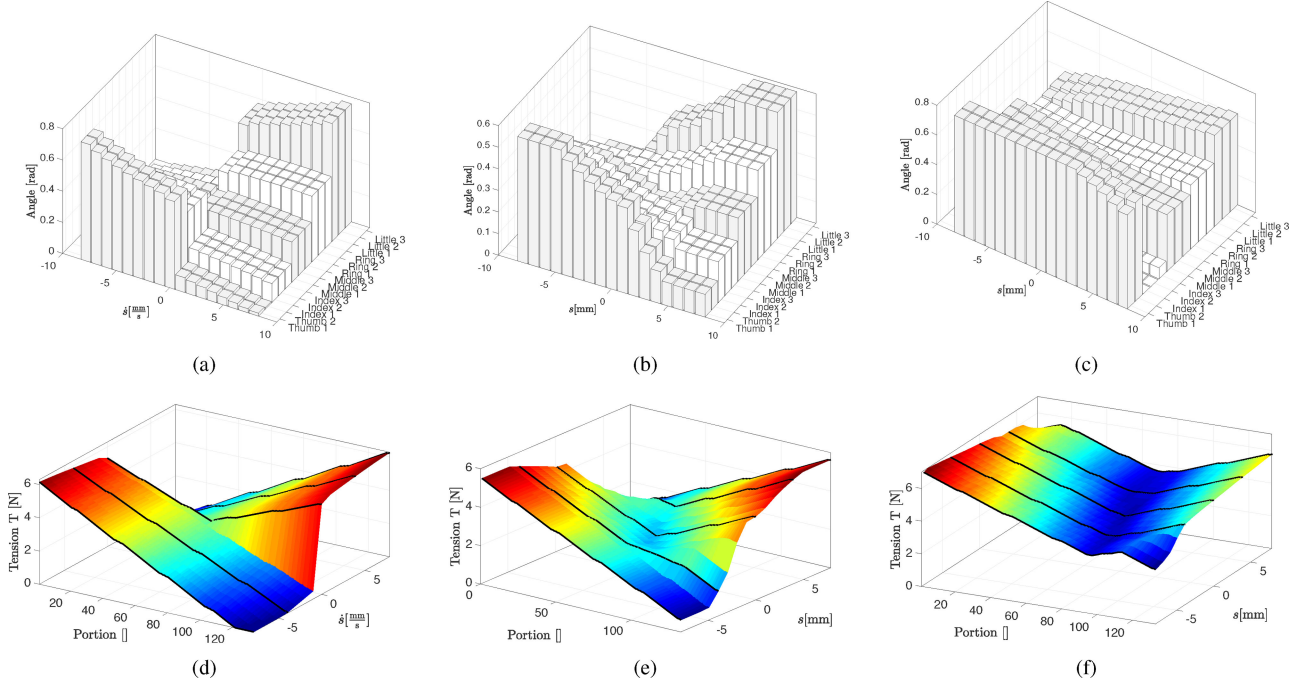 0.8
0.6
0.4
0.2
0
Angle [rad]
-10
-5
0
5
10
ṡ[mm/s]
Little 3
Little 2
Little 1
Ring 3
Ring 2
Ring 1
Middle 3
Middle 2
Middle 1
Index 3
Index 2
Index 1
Thumb 2
Thumb 1
(a)
0.6
0.5
0.4
0.3
0.2
0.1
0
Angle [rad]
-10
-5
0
5
10
s[mm]
Little 3
Little 2
Little 1
Ring 3
Ring 2
Ring 1
Middle 3
Middle 2
Middle 1
Index 3
Index 2
Index 1
Thumb 2
Thumb 1
(b)
0.8
0.6
0.4
0.2
0
Angle [rad]
-10
-5
0
5
10
s[mm]
Little 3
Little 2
Little 1
Ring 3
Ring 2
Ring 1
Middle 3
Middle 2
Middle 1
Index 3
Index 2
Index 1
Thumb 2
Thumb 1
(c)
6
4
2
0
Tension T [N]
20
40
60
80
100
120
Portion []
-5
0
5
ṡ[mm/s]
(d)
6
4
2
0
Tension T [N]
0
50
100
Portion []
-5
0
5
s[mm]
(e)
6
4
2
0
Tension T [N]
20
40
60
80
100
120
Portion []
-5
0
5
s[mm]
(f)